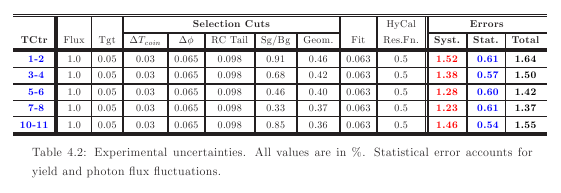 Selection Cuts HyCal Errors
TCtr Flux Tgt ΔT_coin Δϕ RC Tail Sg/Bg Geom. Fit Res.Fn. Syst. Stat. Total
1-2 1.0 0.05 0.03 0.065 0.098 0.91 0.46 0.063 0.5 1.52 0.61 1.64
3-4 1.0 0.05 0.03 0.065 0.098 0.68 0.42 0.063 0.5 1.38 0.57 1.50
5-6 1.0 0.05 0.03 0.065 0.098 0.46 0.40 0.063 0.5 1.28 0.60 1.42
7-8 1.0 0.05 0.03 0.065 0.098 0.33 0.37 0.063 0.5 1.23 0.61 1.37
10-11 1.0 0.05 0.03 0.065 0.098 0.85 0.36 0.063 0.5 1.46 0.54 1.55
Table 4.2: Experimental uncertainties. All values are in %. Statistical error accounts for
yield and photon flux fluctuations.